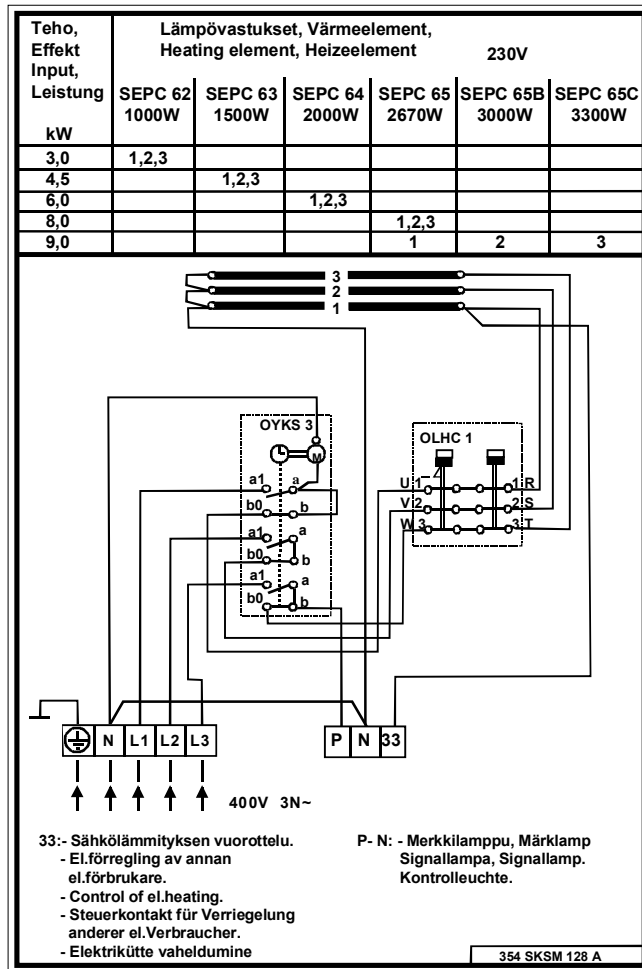 Teho, Effekt Input, Leistung kW
Lämpövastukset, Värmeelement,
Heating element, Heizeelement 230V
SEPC 62 SEPC 63 SEPC 64 SEPC 65 SEPC 65B SEPC 65C
1000W 1500W 2000W 2670W 3000W 3300W
3,0 1,2,3
4,5 1,2,3
6,0 1,2,3
8,0 1,2,3
9,0 1 2 3
3
2
1
OYKS 3
M
a1 a
b0 b
a1 a
b0 b
a1 a
b0 b
OLHC 1
U 1 1 R
V 2 2 S
W 3 3 T
N L1 L2 L3
P N 33
400V 3N~
33:- Sähkölämmityksen vuorottelu.
- El.förregling av annan
el.förbrukare.
- Control of el.heating.
- Steuerkontakt für Verriegelung
anderer el.Verbraucher.
- Elektrikütte vaheldumine
P- N: - Merkkilamppu, Märklamp
Signallampa, Signallamp.
Kontrolleuchte.
354 SKSM 128 A